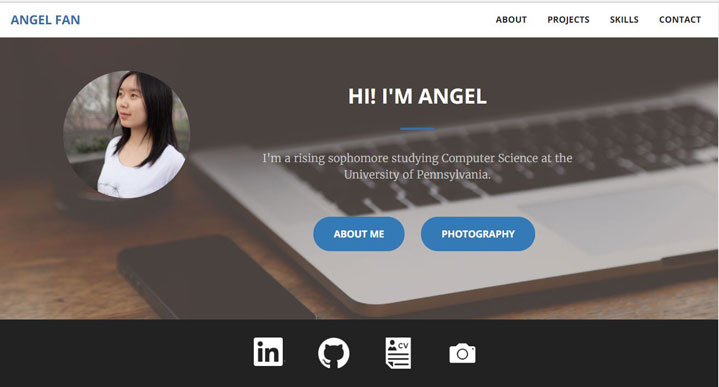 ANGEL FAN
ABOUT PROJECTS SKILLS CONTACT
HI! I'M ANGEL
I'm a rising sophomore studying Computer Science at the
University of Pennsylvania.
ABOUT ME PHOTOGRAPHY
in CV